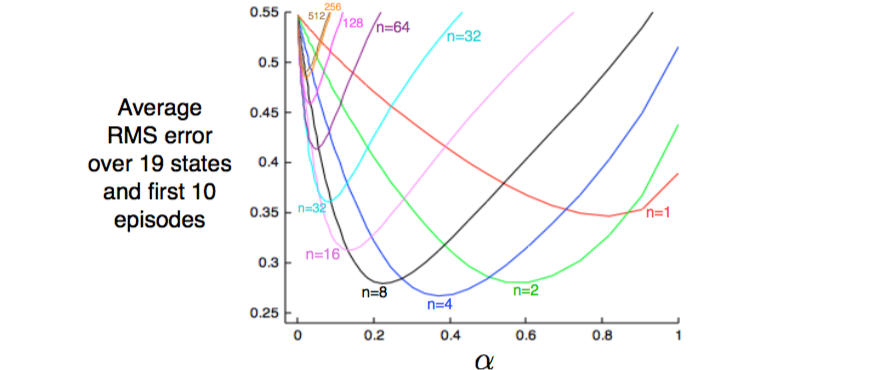 Average
RMS error
over 19 states
and first 10
episodes
0.55
0.5
0.45
0.4
0.35
0.3
0.25
512
256
128
n=64
n=32
n=32
n=16
n=8
n=4
n=2
n=1
0 0.2 0.4 0.6 0.8 1
α